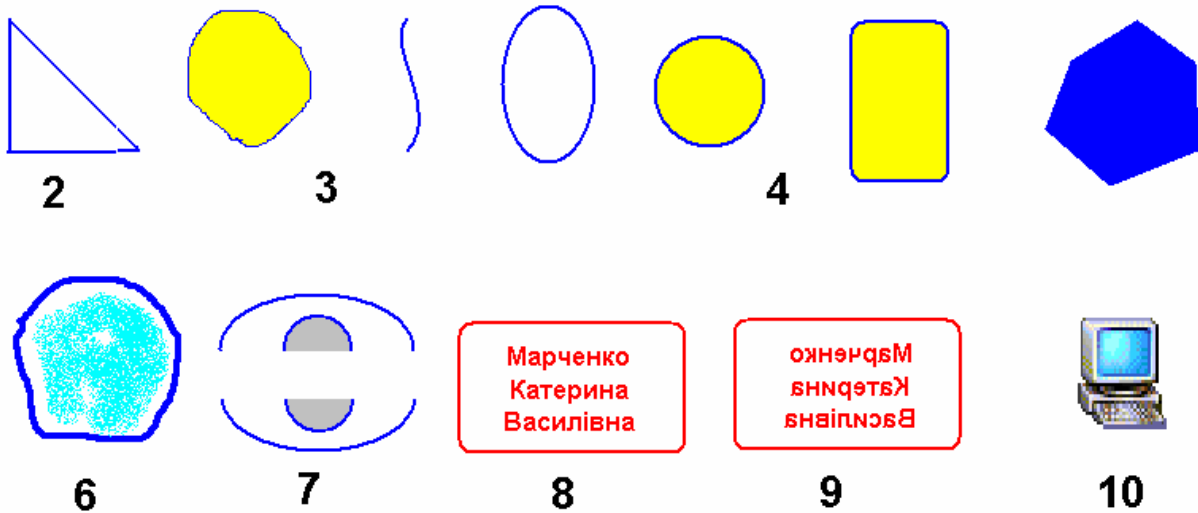 2
3
4
6
7
8
9
10
Марченко
Катерина
Василівна
Марченко
Катерина
Василівна